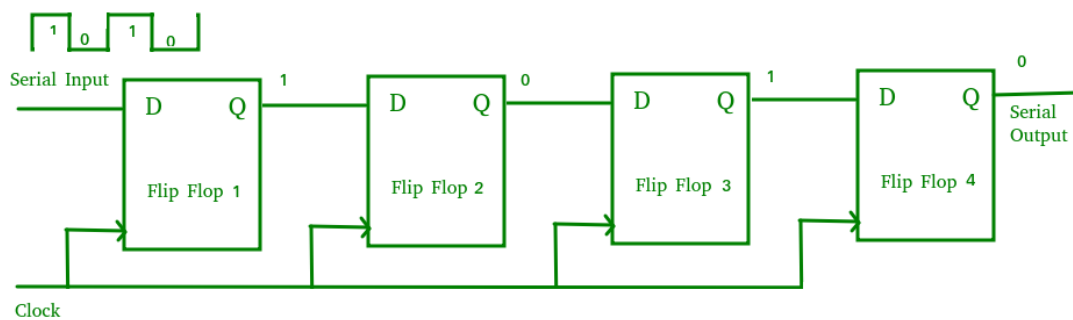 1 0 1 0
Serial Input
1
0
1
0
D Q
D Q
D Q
D Q
Serial
Output
Flip Flop 1
Flip Flop 2
Flip Flop 3
Flip Flop 4
Clock